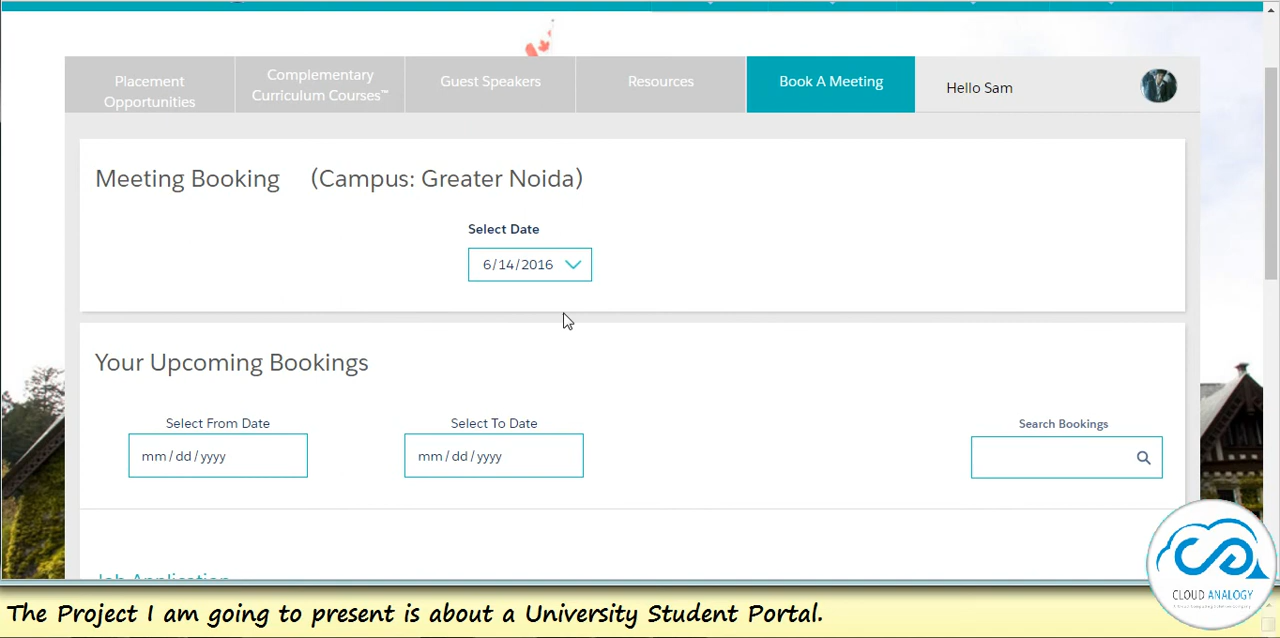 Placement
Opportunities
Complementary
Curriculum Courses™
Guest Speakers
Resources
Book A Meeting
Hello Sam
Meeting Booking (Campus: Greater Noida)
Select Date
6/14/2016
Your Upcoming Bookings
Select From Date
Select To Date
Search Bookings
mm / dd / yyyy
mm / dd / yyyy
Job Application
CLOUD ANALOGY
The Project I am going to present is about a University Student Portal.